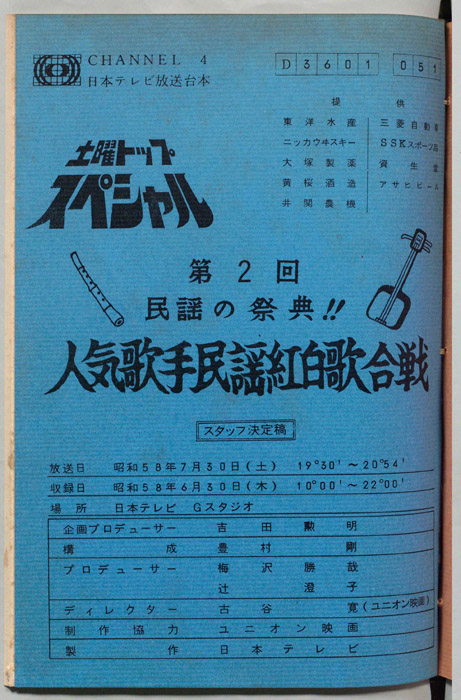 CHANNEL 4
日本テレビ放送台本
D3601 051
提供
東洋水産 三菱自動車
ニッカウヰスキー SSKスポーツ
大塚製薬 資生堂
黄桜酒造 アサヒビール
井関農機
土曜トップ
スペシャル
第2回
民謡の祭典!!
人気歌手民謡紅白歌合戦
スタッフ決定稿
放送日 昭和58年7月30日(土) 19°30'~20°54'
収録日 昭和58年6月30日(木) 10°00'~22°00'
場所 日本テレビ Gスタジオ
企画プロデューサー 吉田勲明
構成 豊村剛
プロデューサー 梅沢勝哉
辻澄子
ディレクター 古谷寛(ユニオン映画)
制作協力 ユニオン映画
製作 日本テレビ